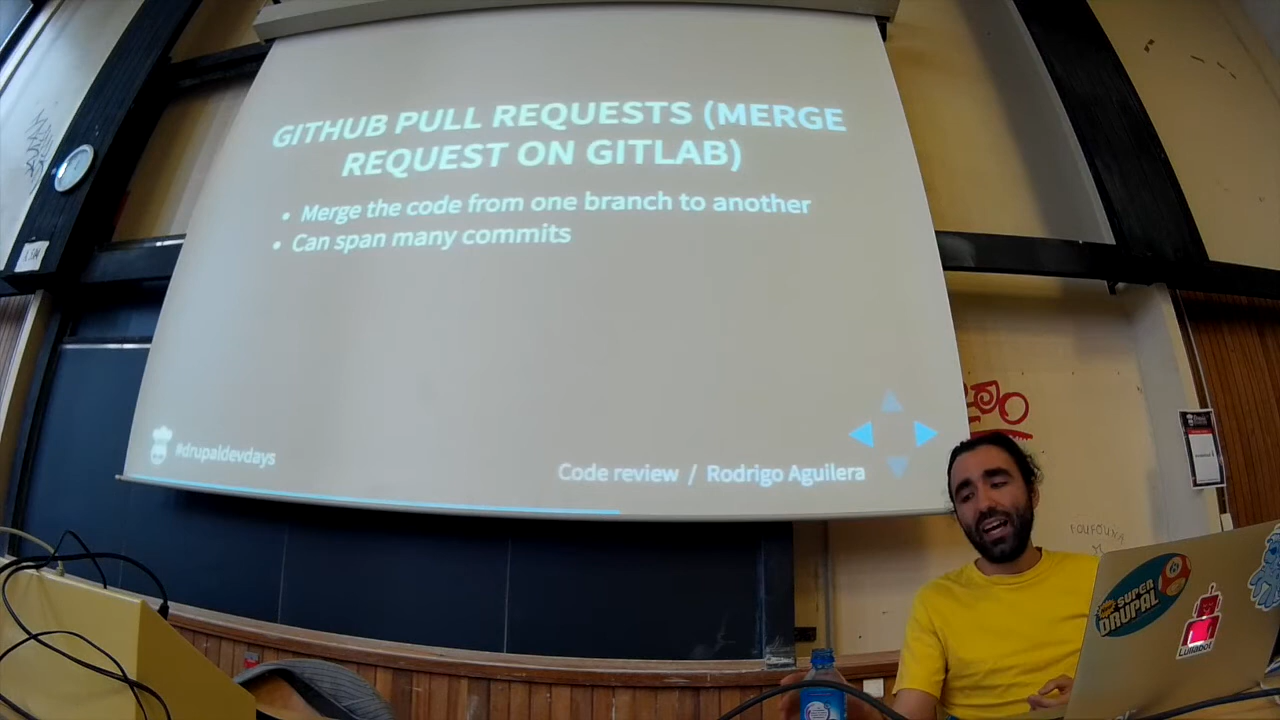 GITHUB PULL REQUESTS (MERGE
REQUEST ON GITLAB)
• Merge the code from one branch to another
• Can span many commits
#drupaldevdays
Code review / Rodrigo Aguilera
SUPER
DRUPAL
Lullabot